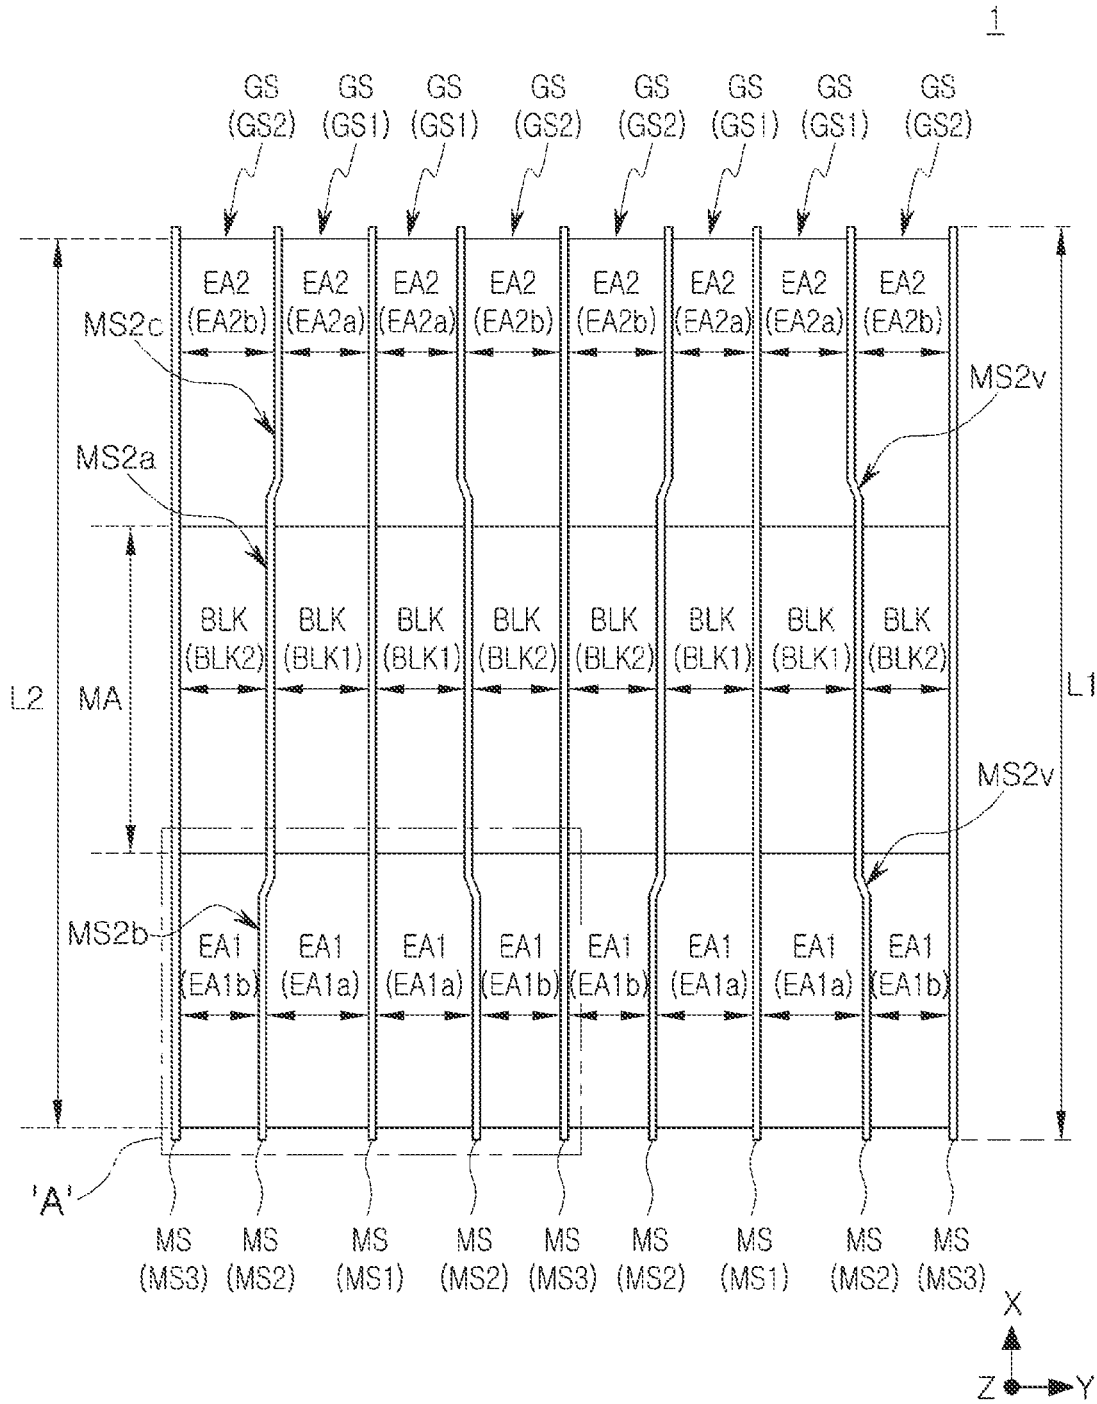 1
GS GS GS GS GS GS GS GS
(GS2) (GS1) (GS1) (GS2) (GS2) (GS1) (GS1) (GS2)
EA2 EA2 EA2 EA2 EA2 EA2 EA2 EA2
(EA2b) (EA2a) (EA2a) (EA2b) (EA2b) (EA2a) (EA2a) (EA2b)
MS2c
MS2v
MS2a
BLK BLK BLK BLK BLK BLK BLK BLK
(BLK2) (BLK1) (BLK1) (BLK2) (BLK2) (BLK1) (BLK1) (BLK2)
L2 MA L1
MS2v
MS2b
EA1 EA1 EA1 EA1 EA1 EA1 EA1 EA1
(EA1b) (EA1a) (EA1a) (EA1b) (EA1b) (EA1a) (EA1a) (EA1b)
'A'
MS MS MS MS MS MS MS MS MS
(MS3) (MS2) (MS1) (MS2) (MS3) (MS2) (MS1) (MS2) (MS3)
X
Z Y